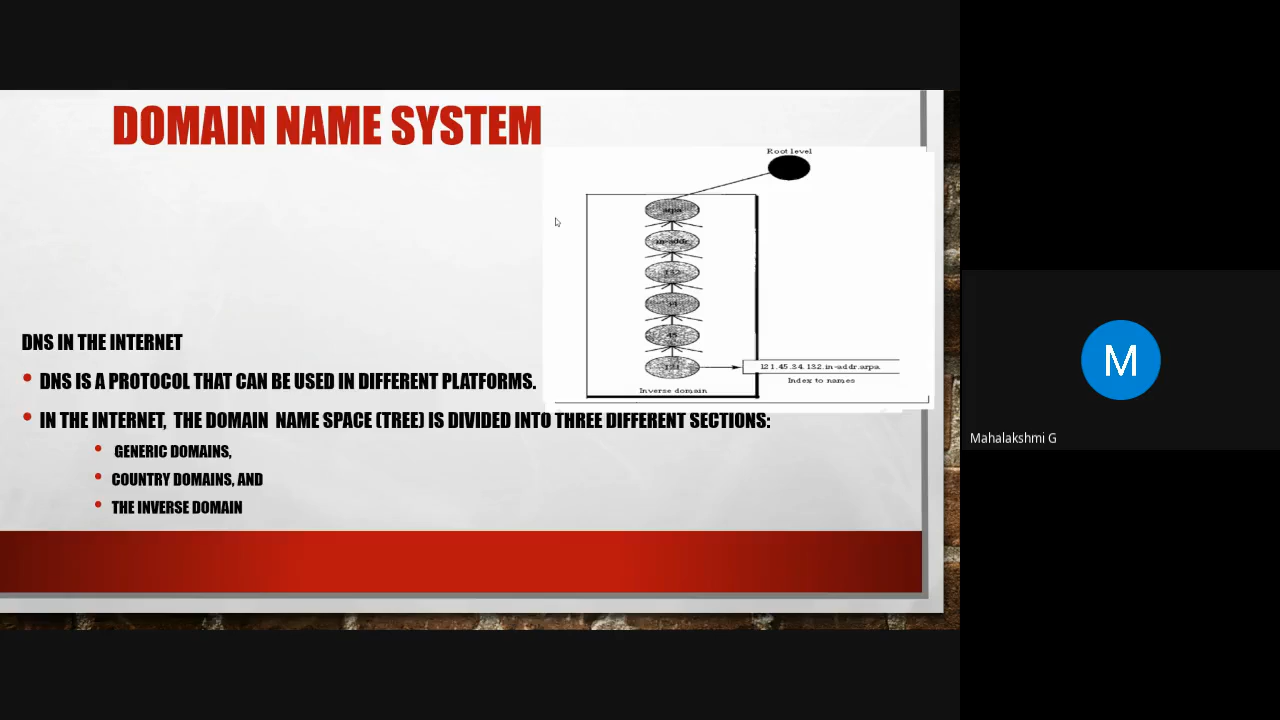 DOMAIN NAME SYSTEM
Root level
arpa
in-addr
132
34
45
121
121.45.34.132.in-addr.arpa
Index to names
Inverse domain
DNS IN THE INTERNET
• DNS IS A PROTOCOL THAT CAN BE USED IN DIFFERENT PLATFORMS.
• IN THE INTERNET, THE DOMAIN NAME SPACE (TREE) IS DIVIDED INTO THREE DIFFERENT SECTIONS:
• GENERIC DOMAINS,
• COUNTRY DOMAINS, AND
• THE INVERSE DOMAIN
M
Mahalakshmi G